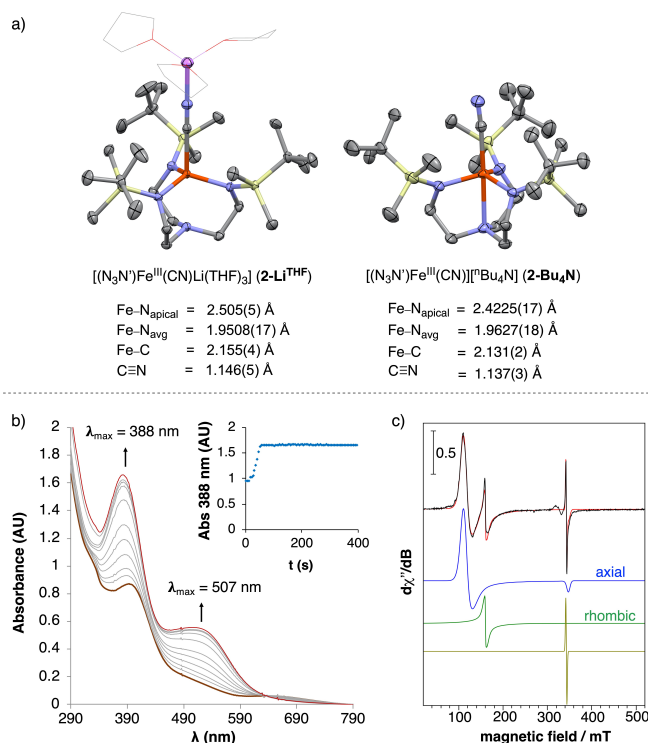 a)
[(N₃N’)Feᴵᴵᴵ(CN)Li(THF)₃] (2-Liᵀᴴᶠ)
Fe–Napical = 2.505(5) Å
Fe–Navg = 1.9508(17) Å
Fe–C = 2.155(4) Å
C≡N = 1.146(5) Å
[(N₃N’)Feᴵᴵᴵ(CN)][ⁿBu₄N] (2-Bu₄N)
Fe–Napical = 2.4225(17) Å
Fe–Navg = 1.9627(18) Å
Fe–C = 2.131(2) Å
C≡N = 1.137(3) Å
b)
Absorbance (AU)
2
1.8
1.6
1.4
1.2
1
0.8
0.6
0.4
0.2
0
290 390 490 590 690 790
λ (nm)
λmax = 388 nm
λmax = 507 nm
Abs 388 nm (AU)
2
1.5
1
0.5
0
0 200 400
t (s)
c)
0.5
dχ’’/dB
axial
rhombic
100 200 300 400 500
magnetic field / mT